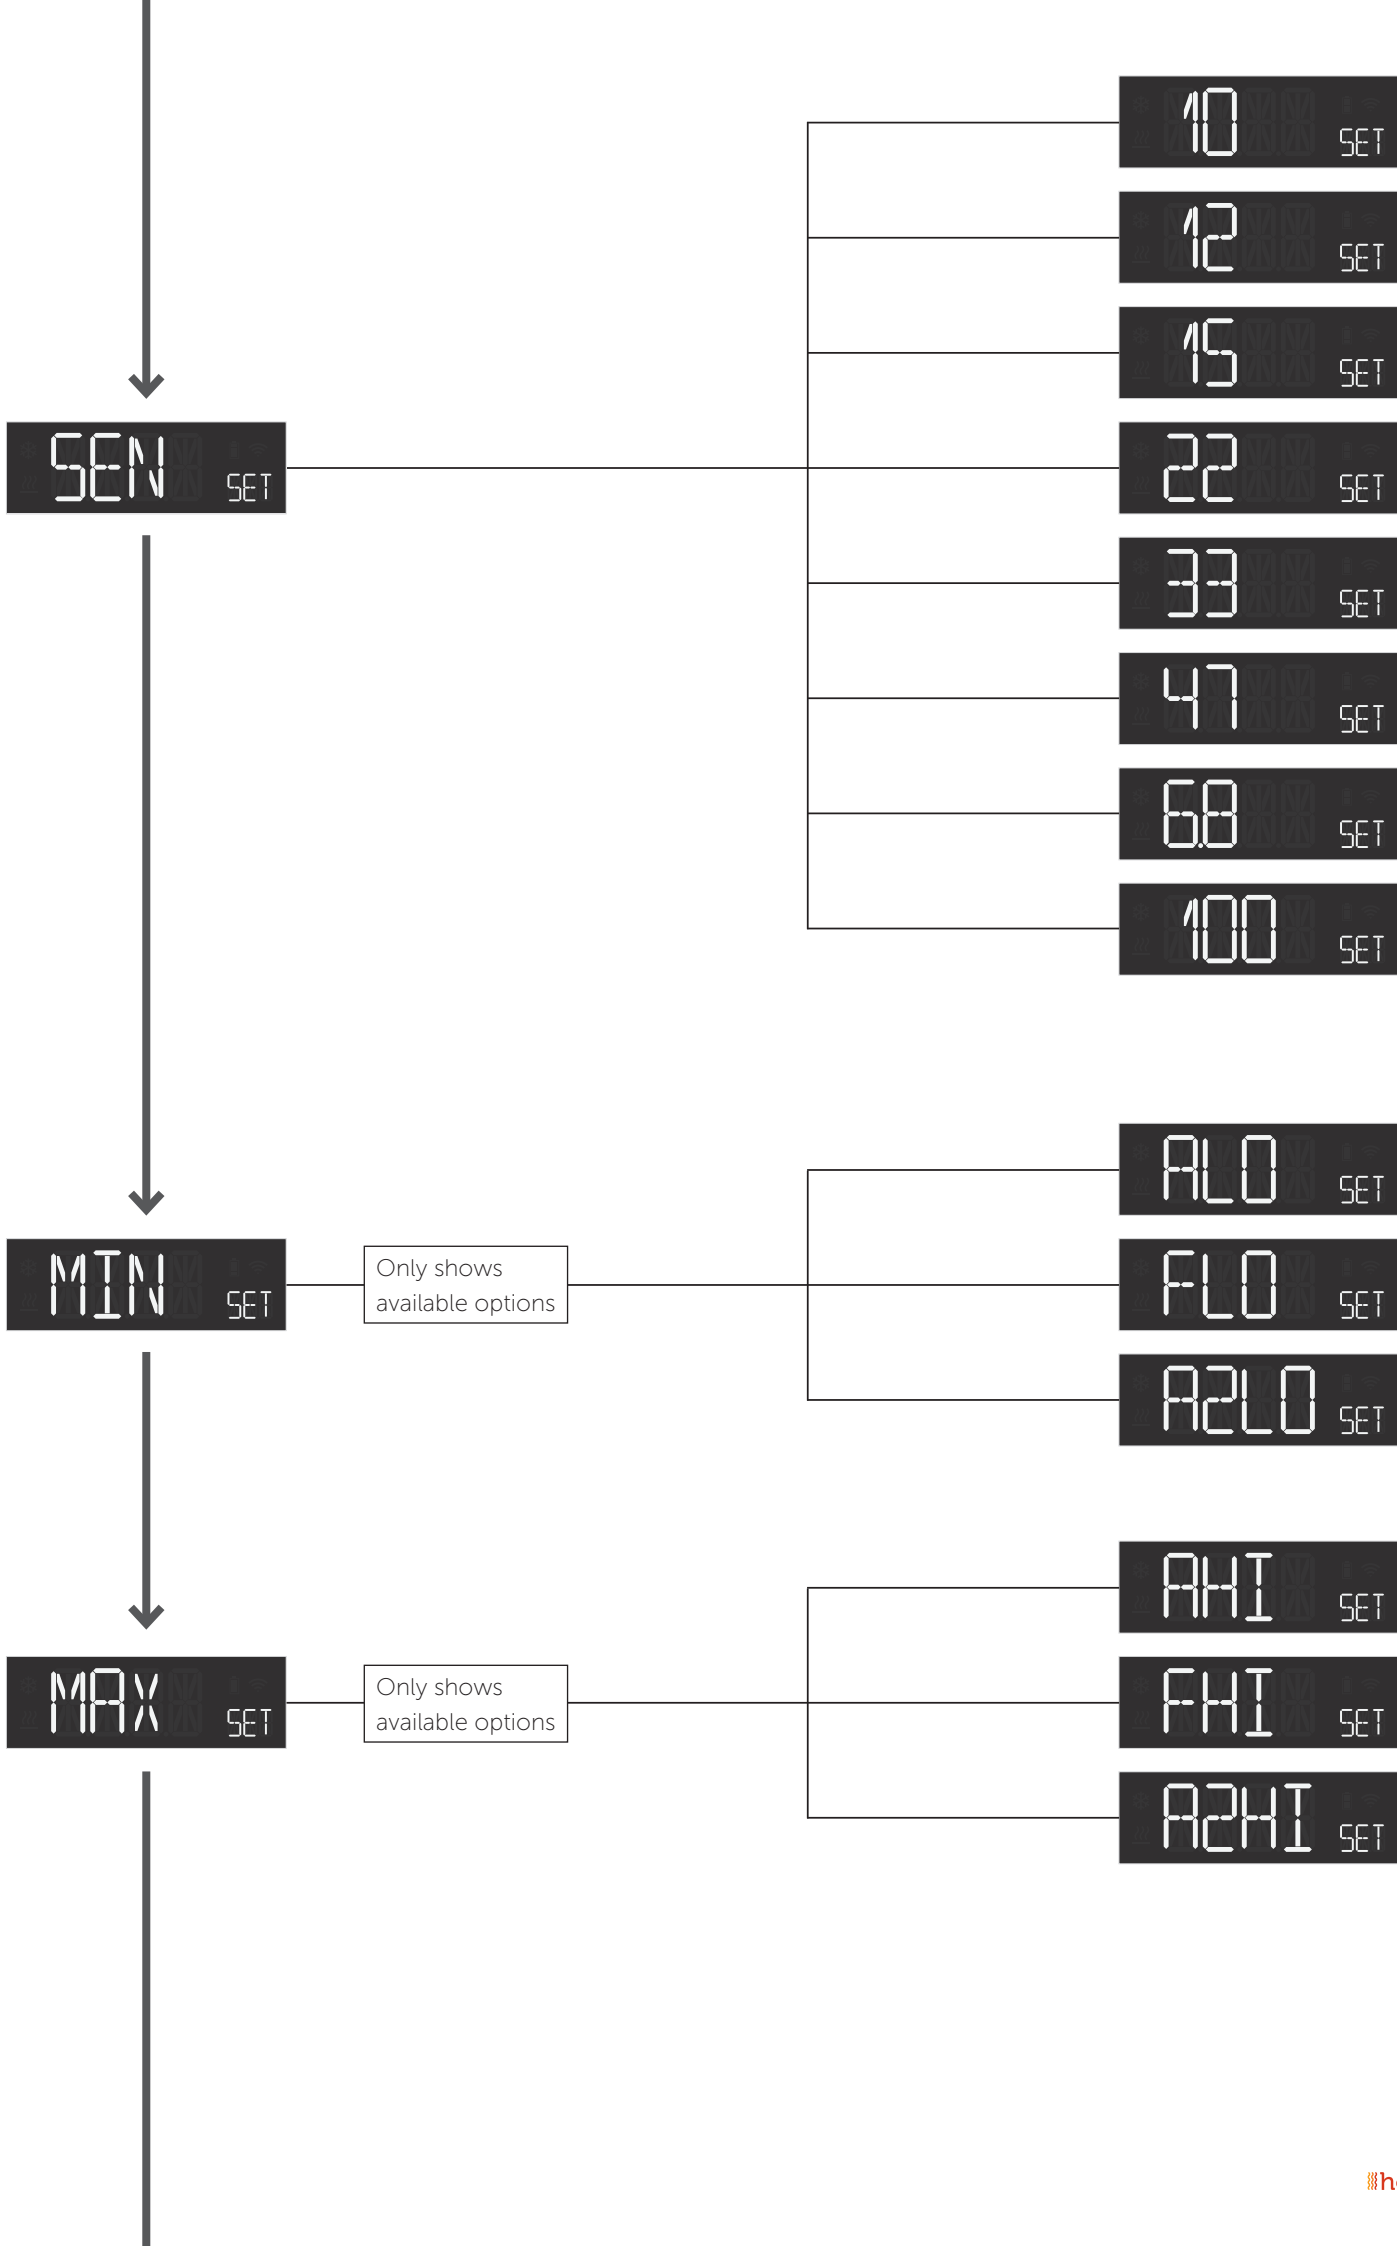 10 SET
12 SET
15 SET
SEN SET
22 SET
33 SET
47 SET
6.8 SET
100 SET
ALO SET
MIN SET
Only shows
available options
FLO SET
A2LO SET
AHI SET
MAX SET
Only shows
available options
FHI SET
A2HI SET